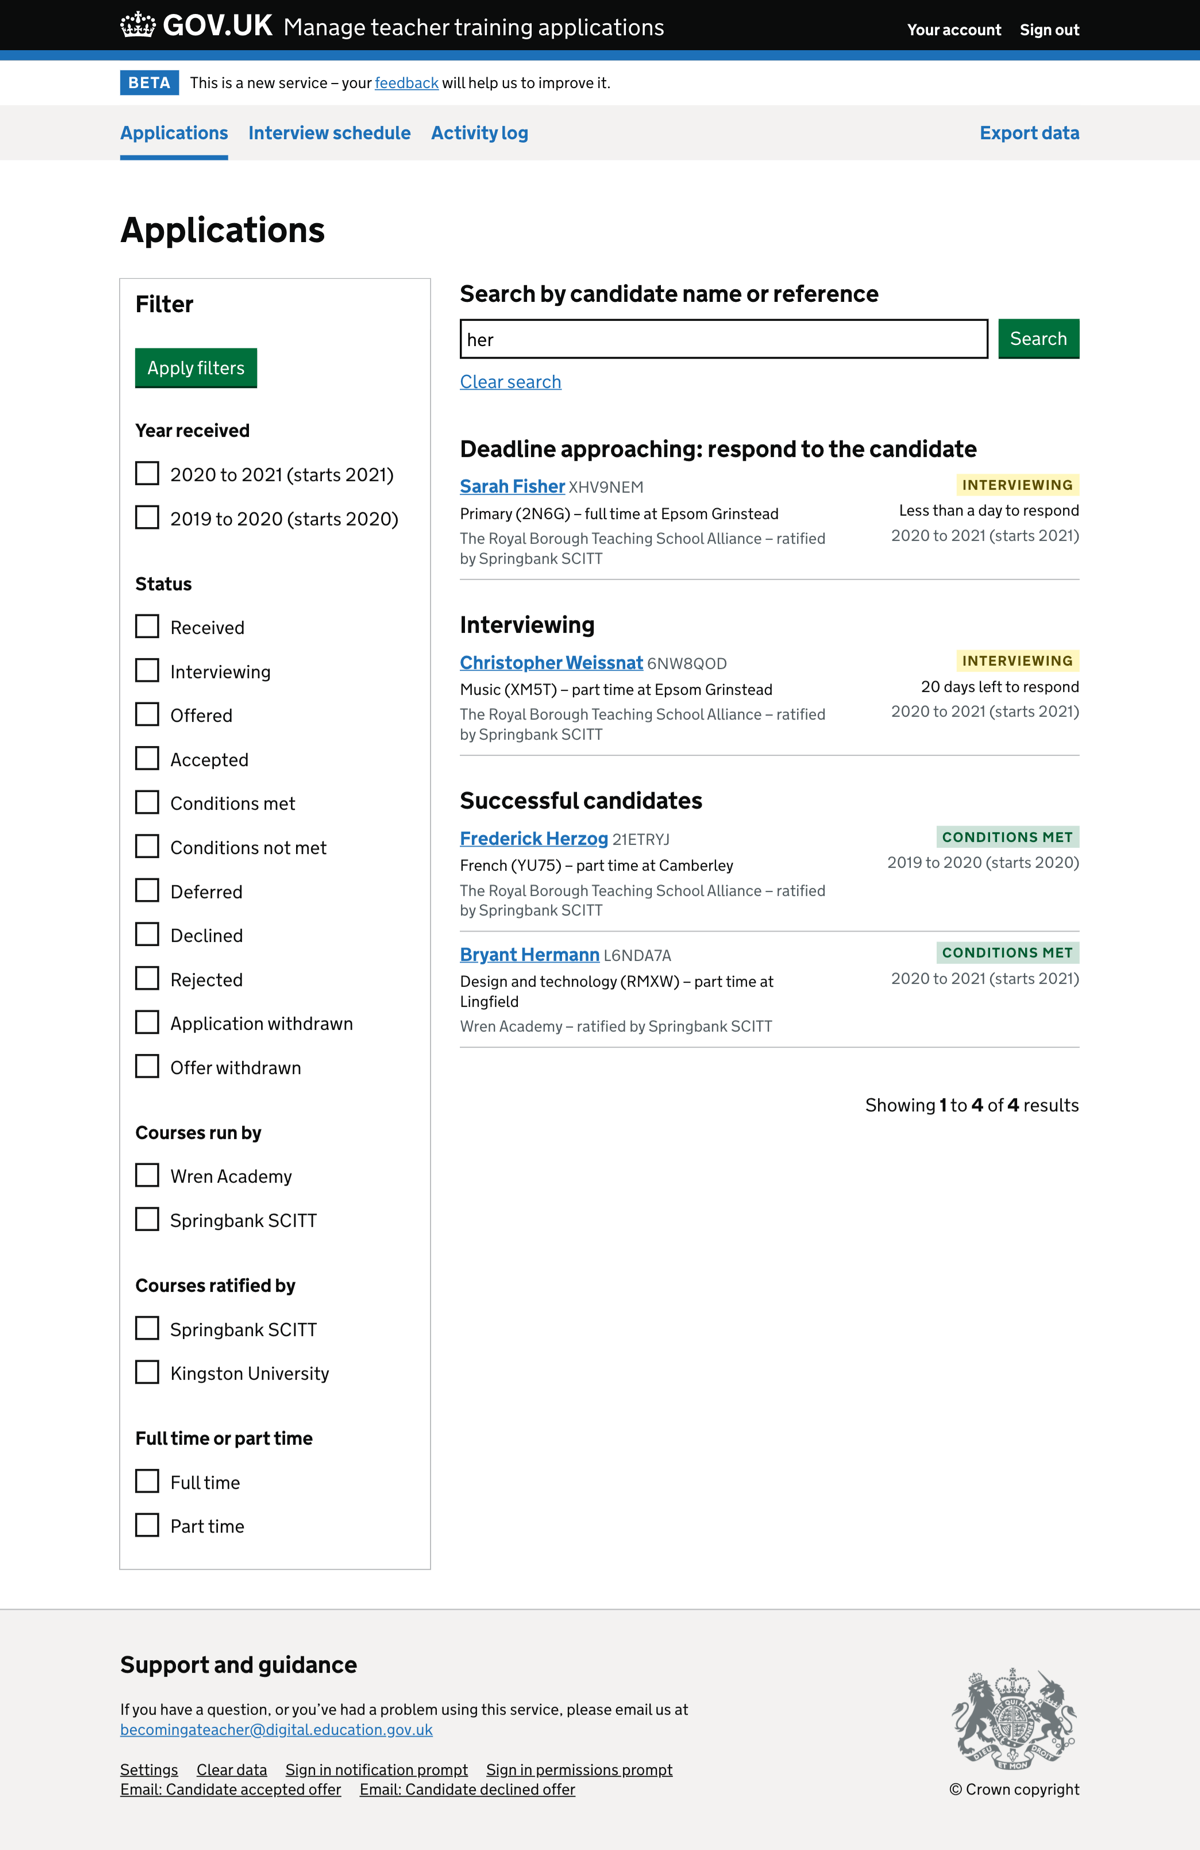 GOV.UK Manage teacher training applications
Your account Sign out
BETA This is a new service – your feedback will help us to improve it.
Applications Interview schedule Activity log Export data
Applications
Filter
Apply filters
Year received
2020 to 2021 (starts 2021)
2019 to 2020 (starts 2020)
Status
Received
Interviewing
Offered
Accepted
Conditions met
Conditions not met
Deferred
Declined
Rejected
Application withdrawn
Offer withdrawn
Courses run by
Wren Academy
Springbank SCITT
Courses ratified by
Springbank SCITT
Kingston University
Full time or part time
Full time
Part time
Search by candidate name or reference
her
Search
Clear search
Deadline approaching: respond to the candidate
Sarah Fisher XHV9NEM
INTERVIEWING
Primary (2N6G) – full time at Epsom Grinstead
Less than a day to respond
The Royal Borough Teaching School Alliance – ratified
by Springbank SCITT
2020 to 2021 (starts 2021)
Interviewing
Christopher Weissnat 6NW8QOD
INTERVIEWING
Music (XM5T) – part time at Epsom Grinstead
20 days left to respond
The Royal Borough Teaching School Alliance – ratified
by Springbank SCITT
2020 to 2021 (starts 2021)
Successful candidates
Frederick Herzog 21ETRYJ
CONDITIONS MET
French (YU75) – part time at Camberley
2019 to 2020 (starts 2020)
The Royal Borough Teaching School Alliance – ratified
by Springbank SCITT
Bryant Hermann L6NDA7A
CONDITIONS MET
Design and technology (RMXW) – part time at
Lingfield
2020 to 2021 (starts 2021)
Wren Academy – ratified by Springbank SCITT
Showing 1 to 4 of 4 results
Support and guidance
If you have a question, or you’ve had a problem using this service, please email us at
becomingateacher@digital.education.gov.uk
Settings Clear data Sign in notification prompt Sign in permissions prompt
Email: Candidate accepted offer Email: Candidate declined offer
DIEU ET MON DROIT
© Crown copyright